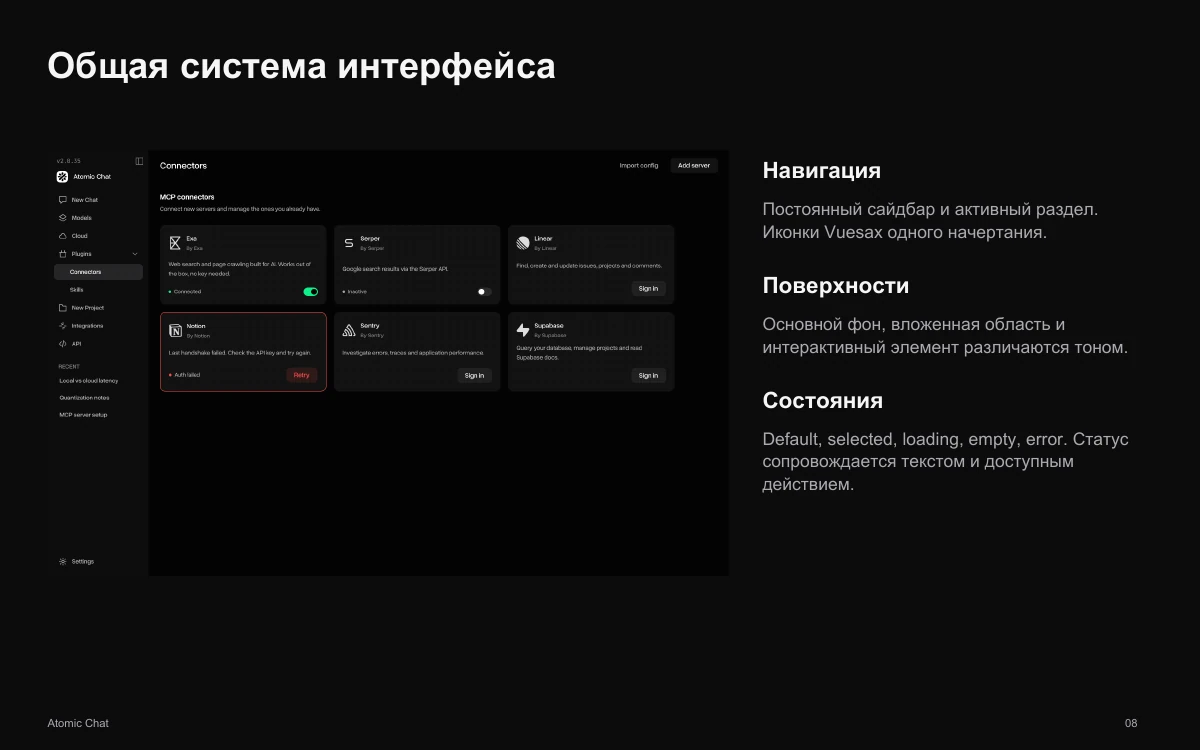 Общая система интерфейса
v2.0.35
Atomic Chat
New Chat
Models
Cloud
Plugins
Connectors
Skills
New Project
Integrations
API
RECENT
Local vs cloud latency
Quantization notes
MCP server setup
Settings
Connectors
Import config
Add server
MCP connectors
Connect new servers and manage the ones you already have.
Exa
By Exa
Web search and page crawling built for AI. Works out of
the box, no key needed.
Connected
Serper
By Serper
Google search results via the Serper API.
Inactive
Linear
By Linear
Find, create and update issues, projects and comments.
Sign in
Notion
By Notion
Last handshake failed. Check the API key and try again.
Auth failed
Retry
Sentry
By Sentry
Investigate errors, traces and application performance.
Sign in
Supabase
By Supabase
Query your database, manage projects and read
Supabase docs.
Sign in
Навигация
Постоянный сайдбар и активный раздел.
Иконки Vuesax одного начертания.
Поверхности
Основной фон, вложенная область и
интерактивный элемент различаются тоном.
Состояния
Default, selected, loading, empty, error. Статус
сопровождается текстом и доступным
действием.
Atomic Chat
08